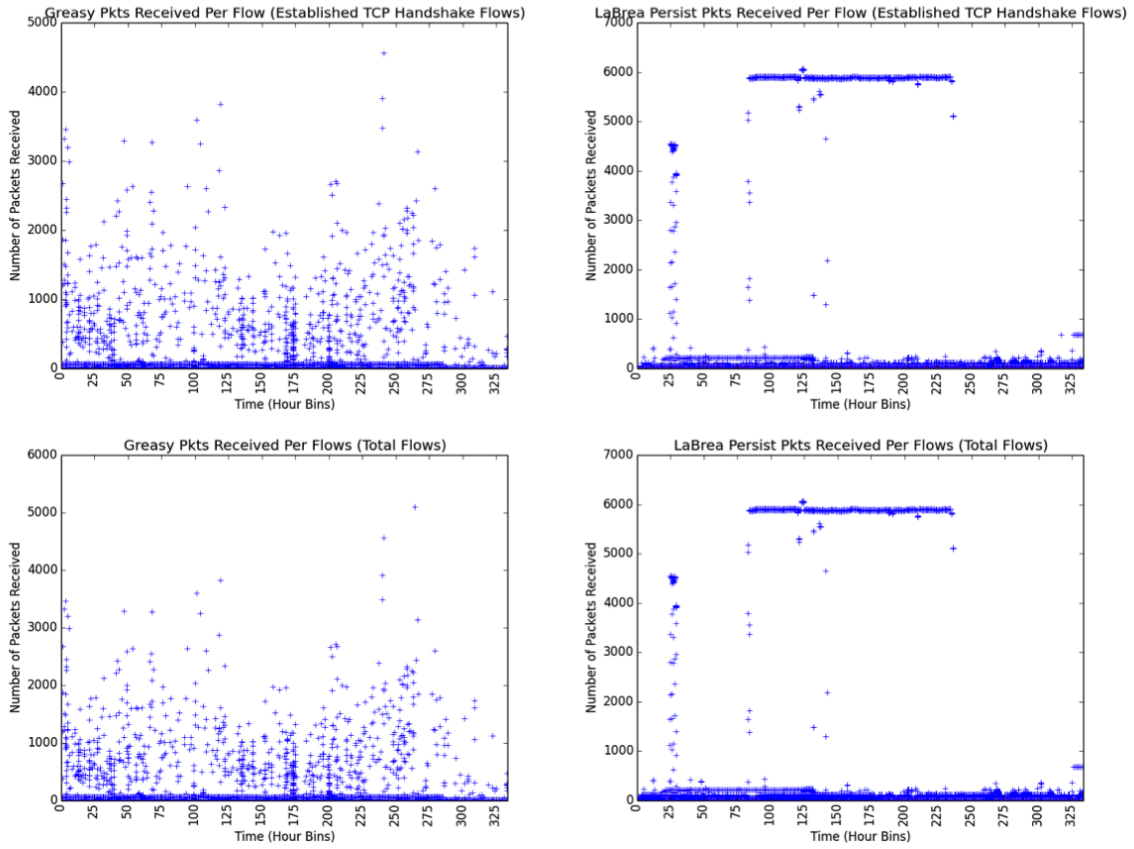 Greasy Pkts Received Per Flow (Established TCP Handshake Flows)
5000
4000
3000
2000
1000
0
Number of Packets Received
0 25 50 75 100 125 150 175 200 225 250 275 300 325
Time (Hour Bins)
LaBrea Persist Pkts Received Per Flow (Established TCP Handshake Flows)
7000
6000
5000
4000
3000
2000
1000
0
Number of Packets Received
0 25 50 75 100 125 150 175 200 225 250 275 300 325
Time (Hour Bins)
Greasy Pkts Received Per Flows (Total Flows)
6000
5000
4000
3000
2000
1000
0
Number of Packets Received
0 25 50 75 100 125 150 175 200 225 250 275 300 325
Time (Hour Bins)
LaBrea Persist Pkts Received Per Flows (Total Flows)
7000
6000
5000
4000
3000
2000
1000
0
Number of Packets Received
0 25 50 75 100 125 150 175 200 225 250 275 300 325
Time (Hour Bins)